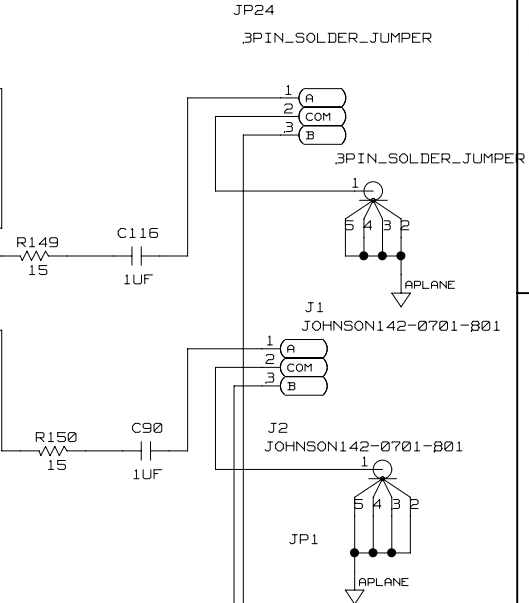 JP24
3PIN_SOLDER_JUMPER
1 A
2 COM
3 B
3PIN_SOLDER_JUMPER
1
5 4 3 2
C116
R149
15
1UF
APLANE
J1
JOHNSON142-0701-801
1 A
2 COM
3 B
J2
C90
R150
JOHNSON142-0701-801
15
1UF
1
5 4 3 2
JP1
APLANE